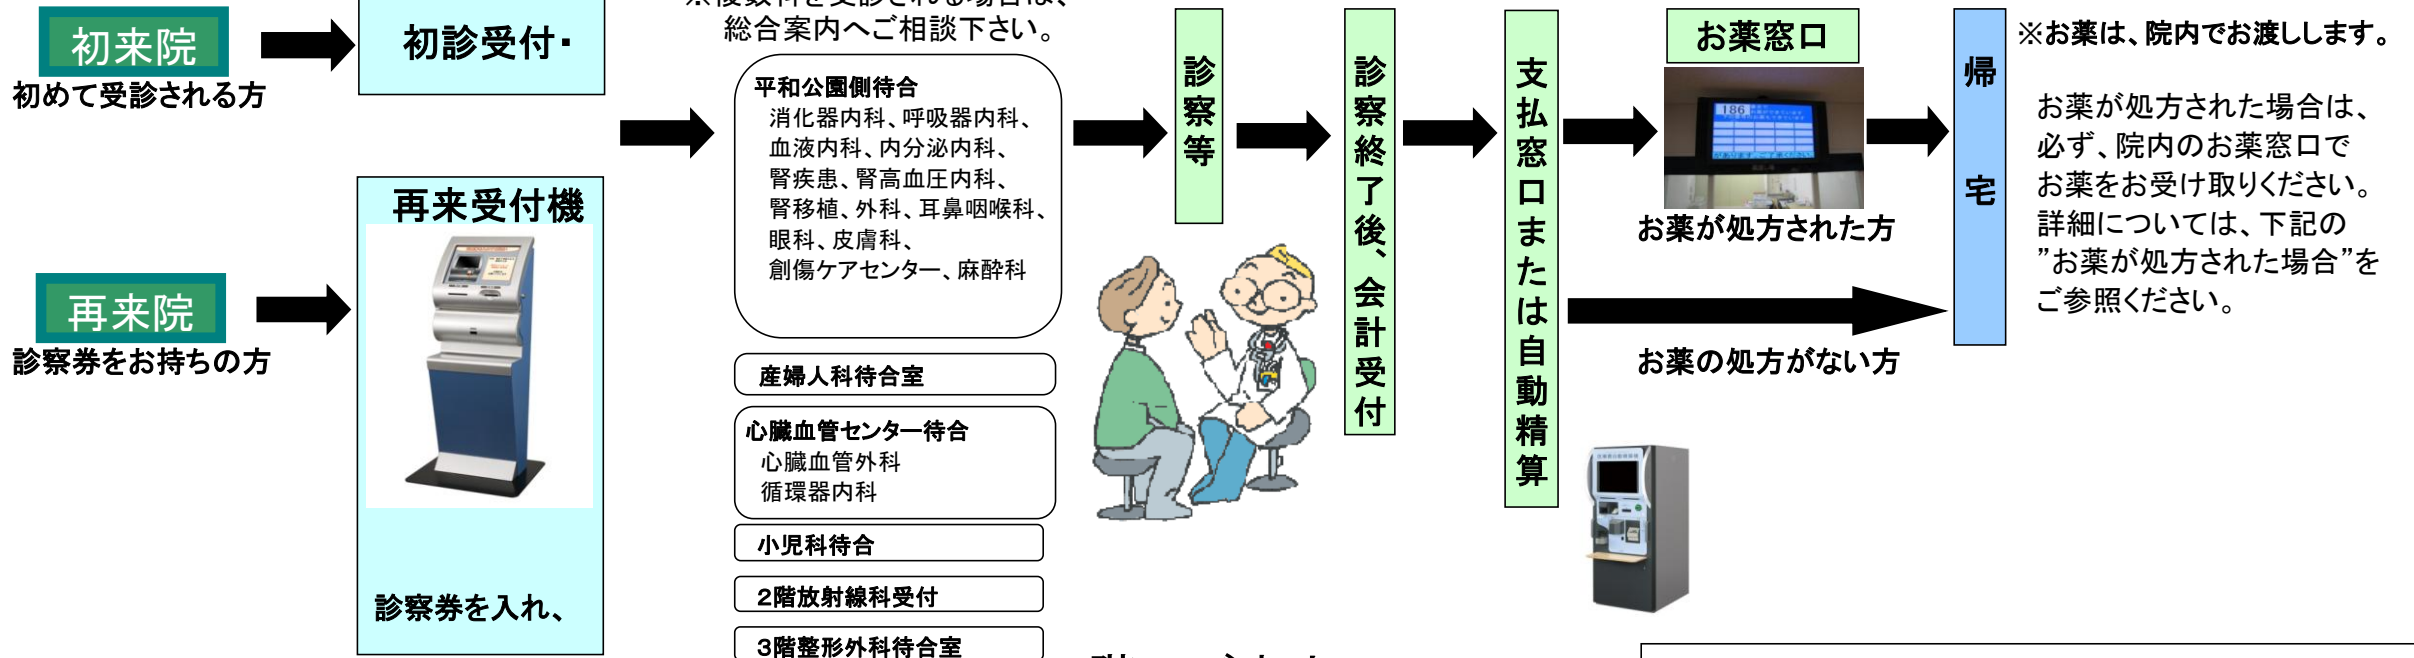 初来院
初めて受診される方
再来院
診察券をお持ちの方
初診受付・
再来受付機
診察券を入れ、
※複数科を受診される場合は、
総合案内へご相談下さい。
平和公園側待合
消化器内科、呼吸器内科、
血液内科、内分泌内科、
腎疾患、腎高血圧内科、
腎移植、外科、耳鼻咽喉科、
眼科、皮膚科、
創傷ケアセンター、麻酔科
産婦人科待合室
心臓血管センター待合
心臓血管外科
循環器内科
小児科待合
2階放射線科受付
3階整形外科待合室
診察等
診察終了後、会計受付
支払窓口または自動精算
お薬窓口
186
お薬が処方された方
お薬の処方がない方
帰宅
※お薬は、院内でお渡しします。
お薬が処方された場合は、
必ず、院内のお薬窓口で
お薬をお受け取りください。
詳細については、下記の
”お薬が処方された場合”を
ご参照ください。